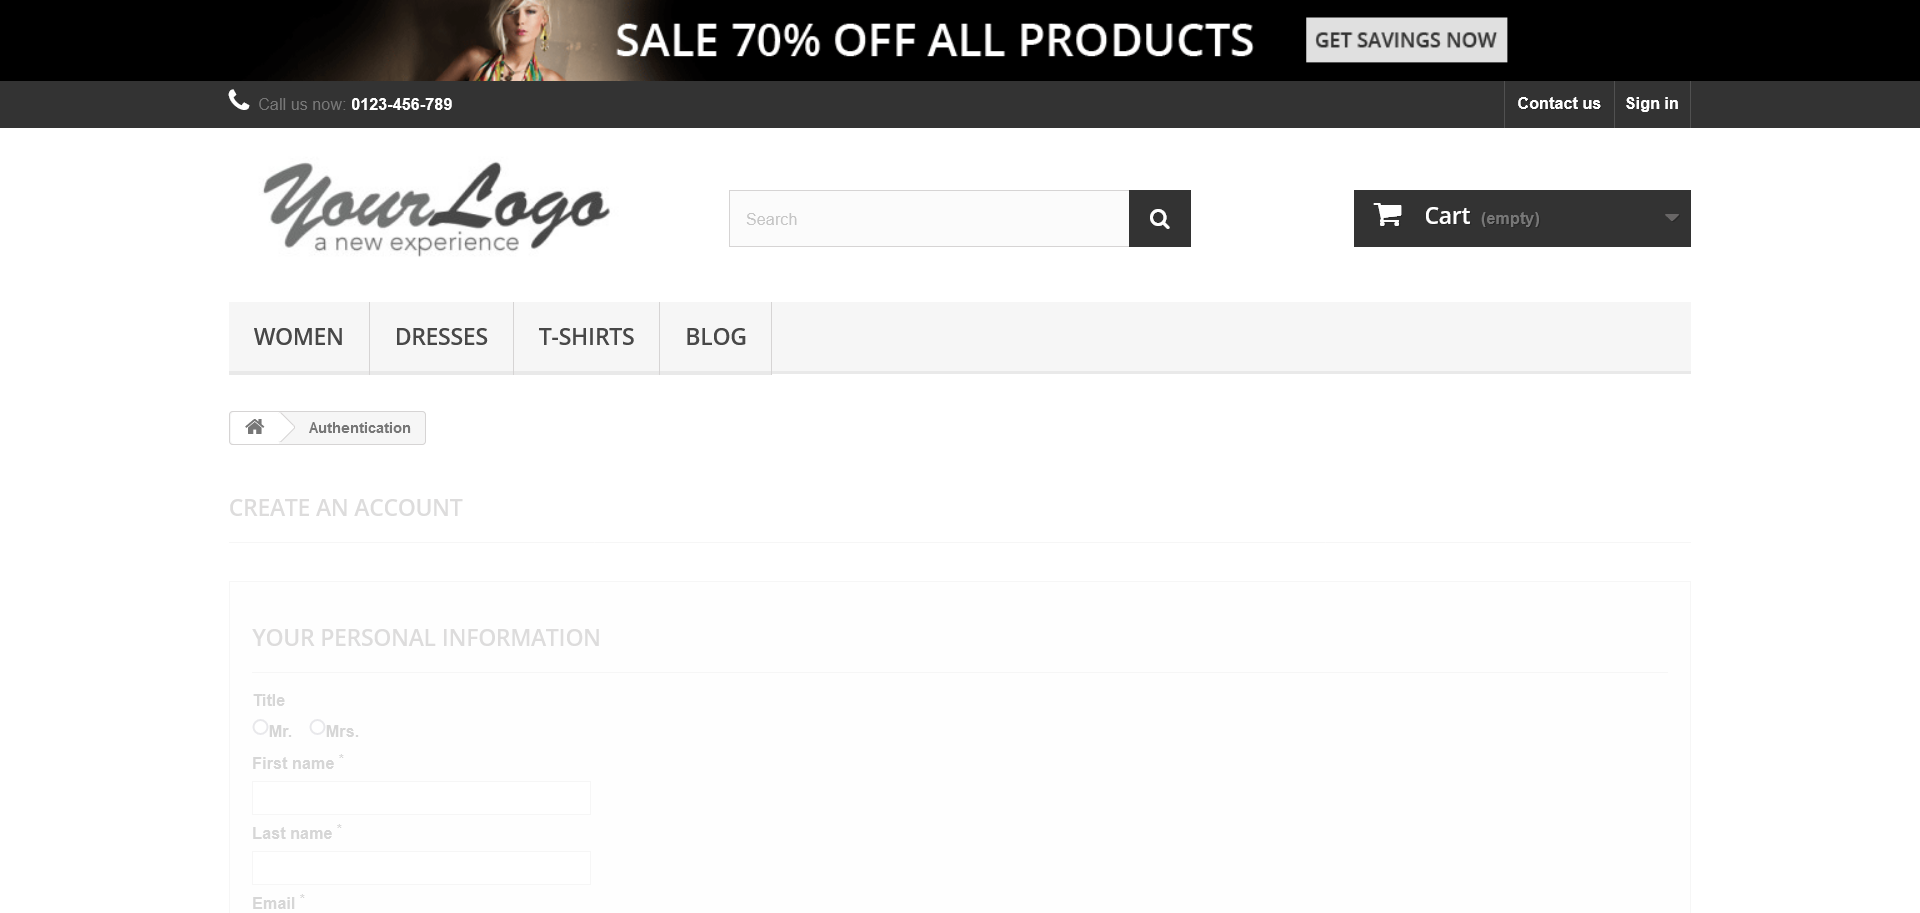 SALE 70% OFF ALL PRODUCTS
GET SAVINGS NOW
Call us now: 0123-456-789
Contact us
Sign in
YourLogo
a new experience
Search
Cart (empty)
WOMEN
DRESSES
T-SHIRTS
BLOG
Authentication
CREATE AN ACCOUNT
YOUR PERSONAL INFORMATION
Title
Mr. Mrs.
First name *
Last name *
Email *